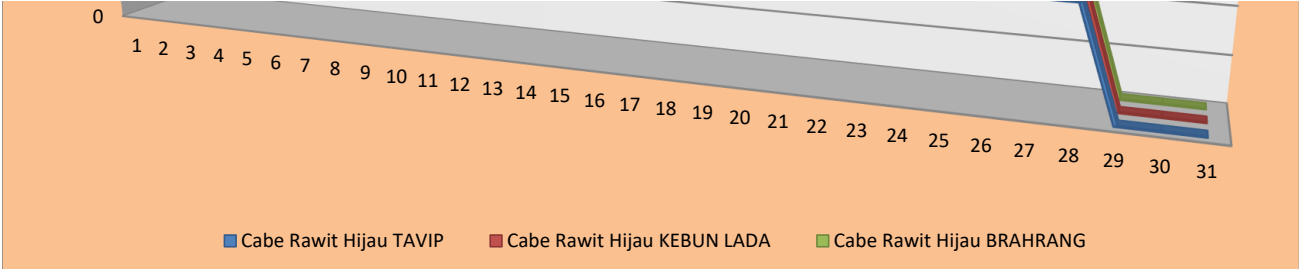 0
1 2 3 4 5 6 7 8 9 10 11 12 13 14 15 16 17 18 19 20 21 22 23 24 25 26 27 28 29 30 31
Cabe Rawit Hijau TAVIP Cabe Rawit Hijau KEBUN LADA Cabe Rawit Hijau BRAHRANG